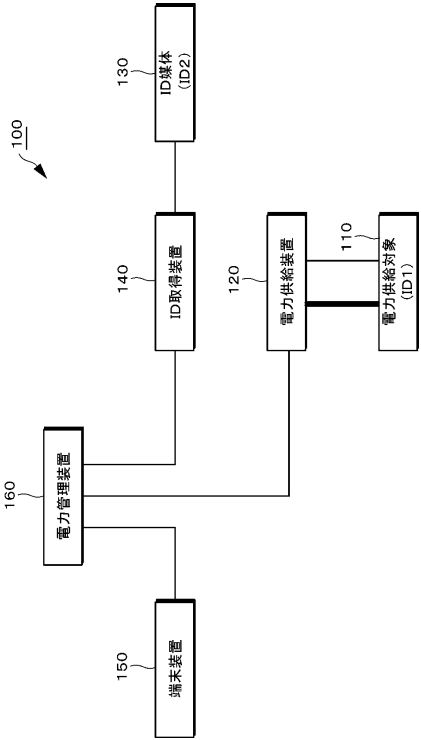 100
160
電力管理装置
150
端末装置
140
ID取得装置
130
ID媒体
(ID2)
120
電力供給装置
110
電力供給対象
(ID1)